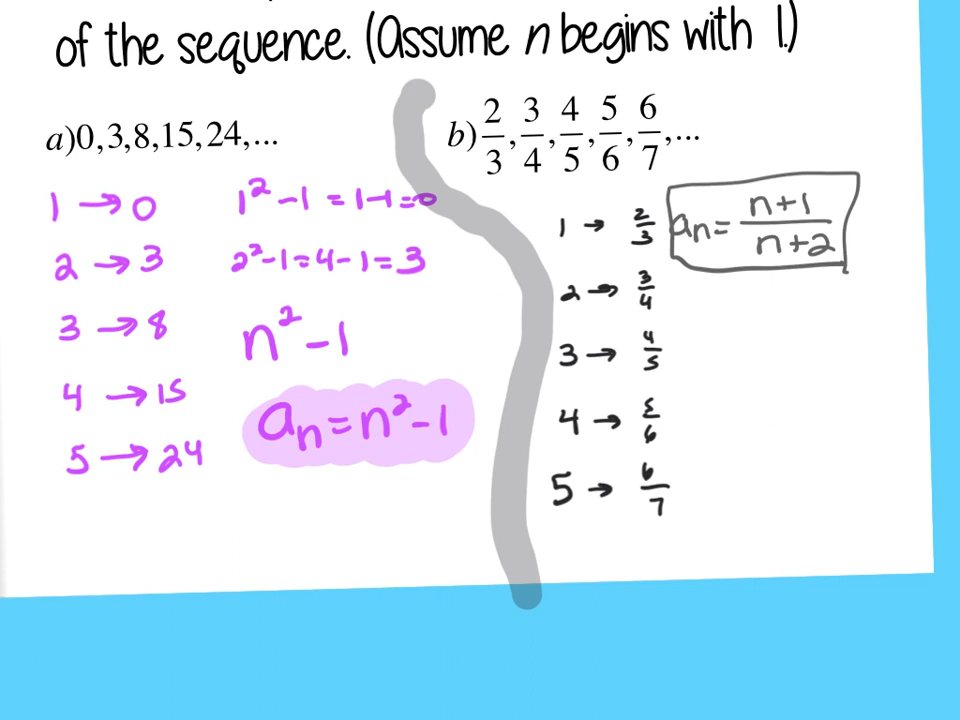 of the sequence. (Assume n begins with 1.)
a)0,3,8,15,24,...
1 → 0 1²-1 = 1-1=0
2 → 3 2²-1=4-1=3
3 → 8 n²-1
4 → 15 aₙ=n²-1
5 → 24
b) 2/3, 3/4, 4/5, 5/6, 6/7,...
1 → 2/3 aₙ= n+1/n+2
2 → 3/4
3 → 4/5
4 → 5/6
5 → 6/7